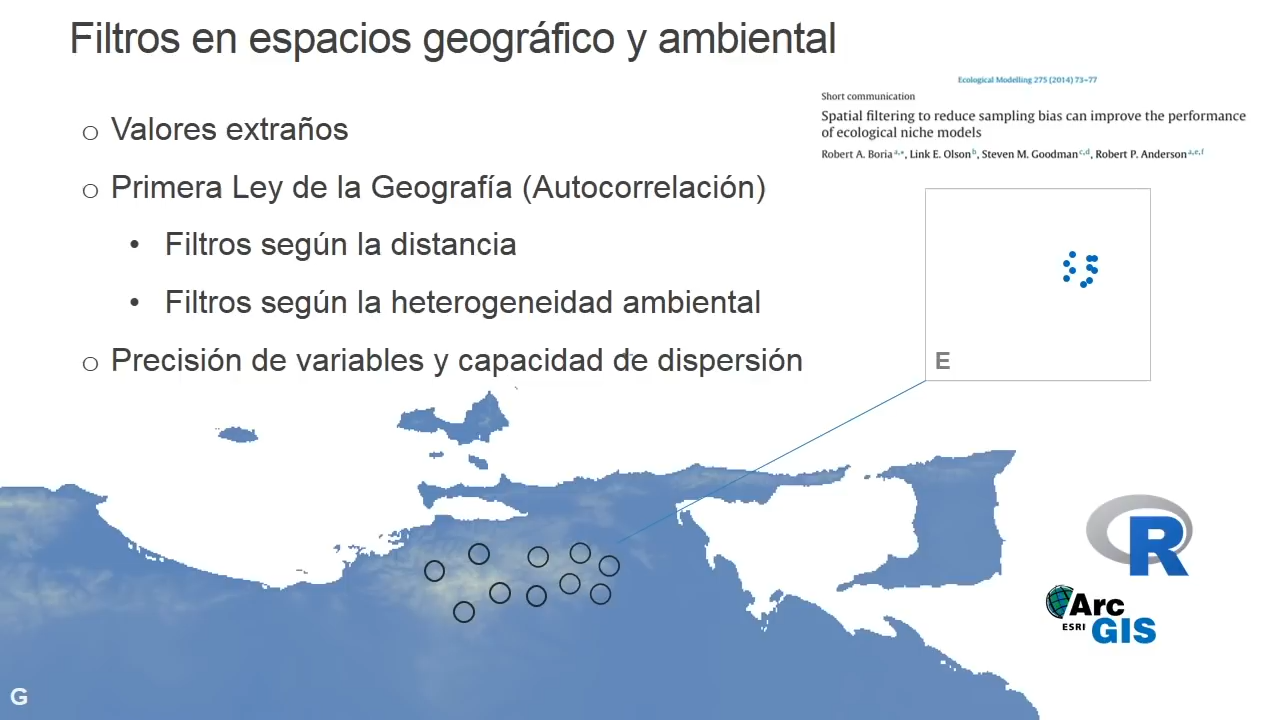 Filtros en espacios geográfico y ambiental
Ecological Modelling 275 (2014) 73–77
Short communication
Spatial filtering to reduce sampling bias can improve the performance
of ecological niche models
Robert A. Boria a,*, Link E. Olson b, Steven M. Goodman c,d, Robert P. Anderson a,e,f
o Valores extraños
o Primera Ley de la Geografía (Autocorrelación)
• Filtros según la distancia
• Filtros según la heterogeneidad ambiental
o Precisión de variables y capacidad de dispersión
E
R
Arc
ESRI GIS
G